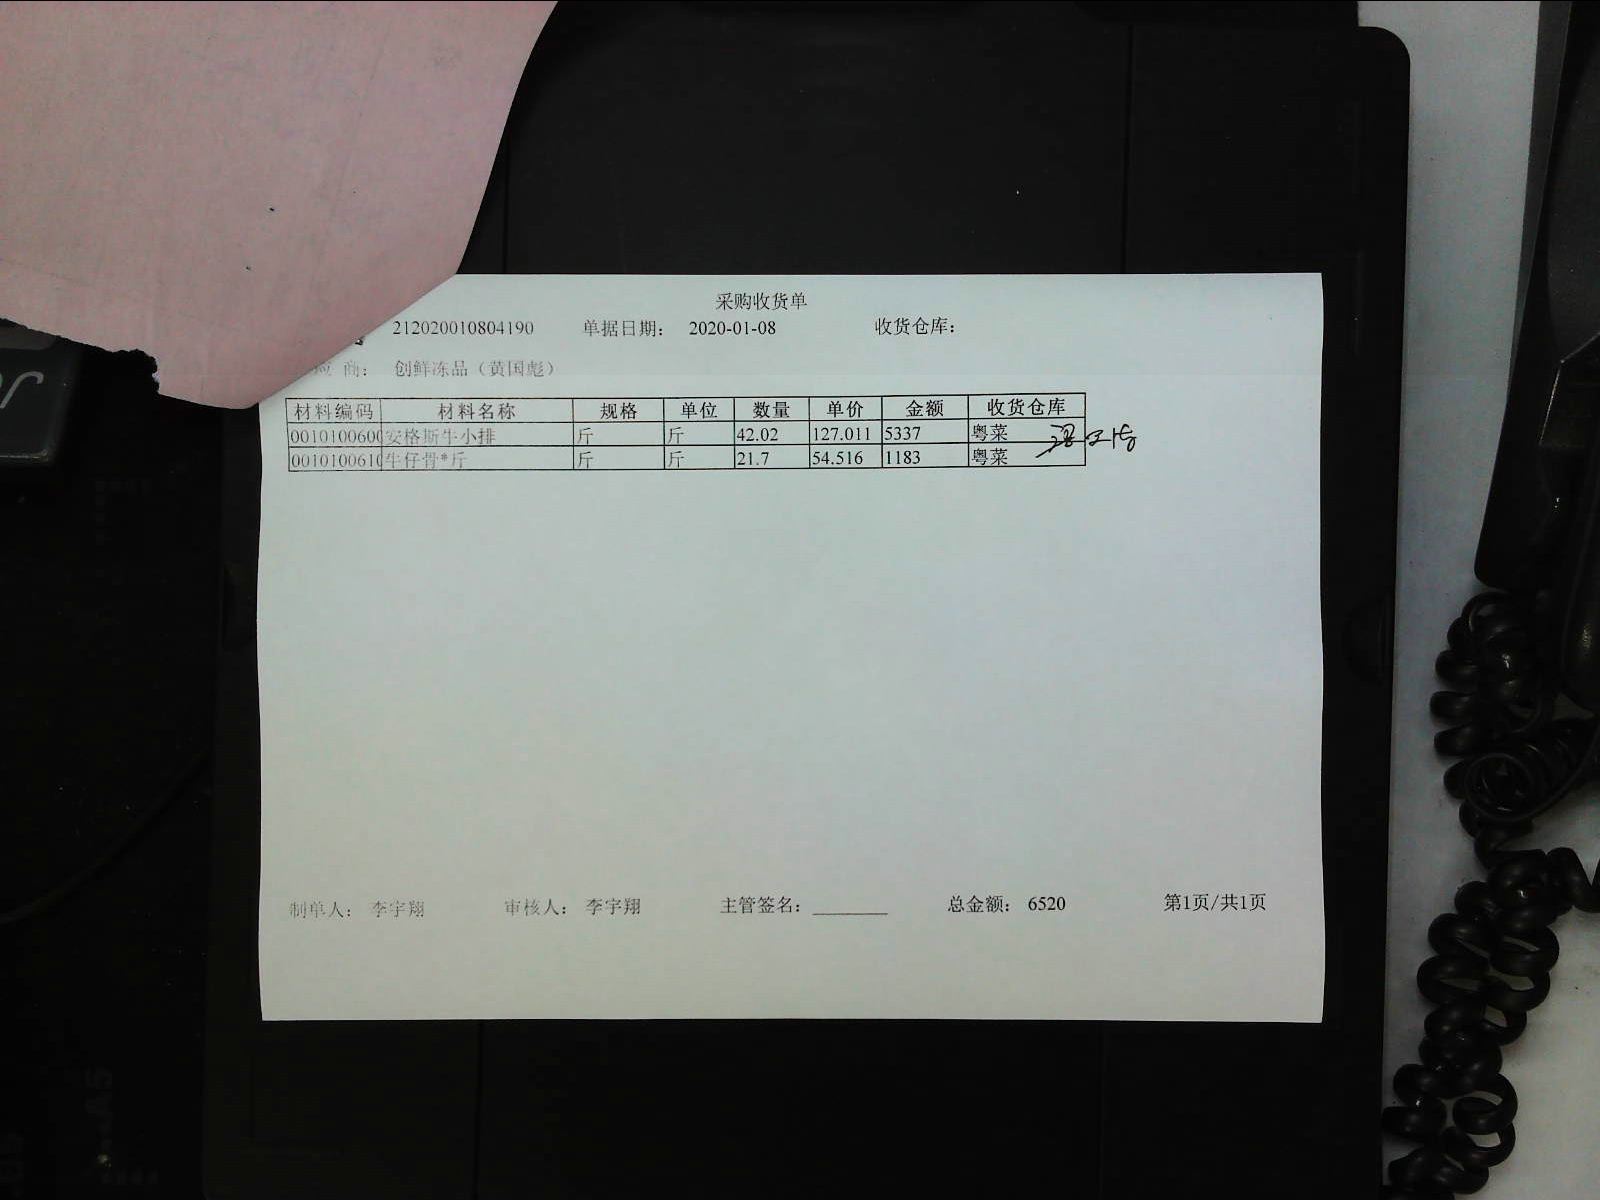 采购收货单
212020010804190 单据日期： 2020-01-08 收货仓库：
应 商： 创鲜冻品（黄国彪）
材料编码 材料名称 规格 单位 数量 单价 金额 收货仓库
0010100600 安格斯牛小排 斤 斤 42.02 127.011 5337 粤菜
0010100610 牛仔骨*斤 斤 斤 21.7 54.516 1183 粤菜
制单人： 李宇翔 审核人： 李宇翔 主管签名： 总金额： 6520 第1页/共1页